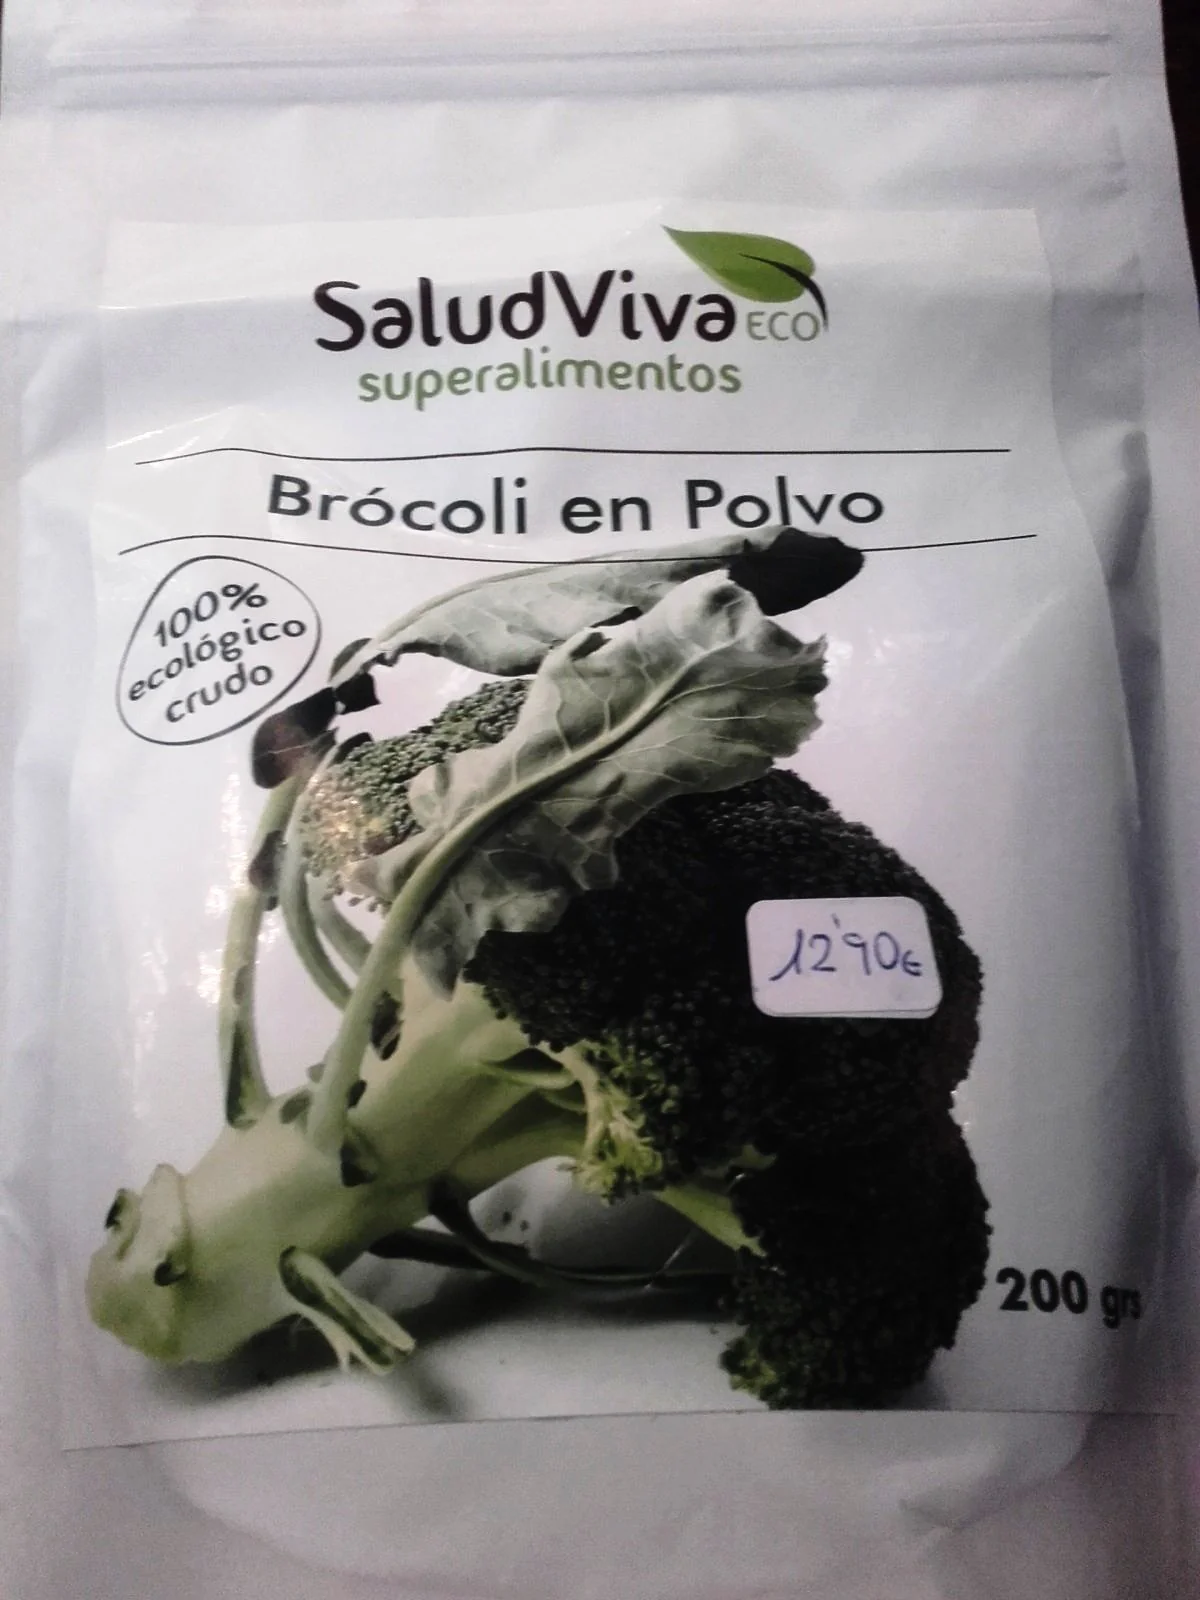 SaludViva ECO
superalimentos
Brócoli en Polvo
100%
ecológico
crudo
12'90€
200 grs